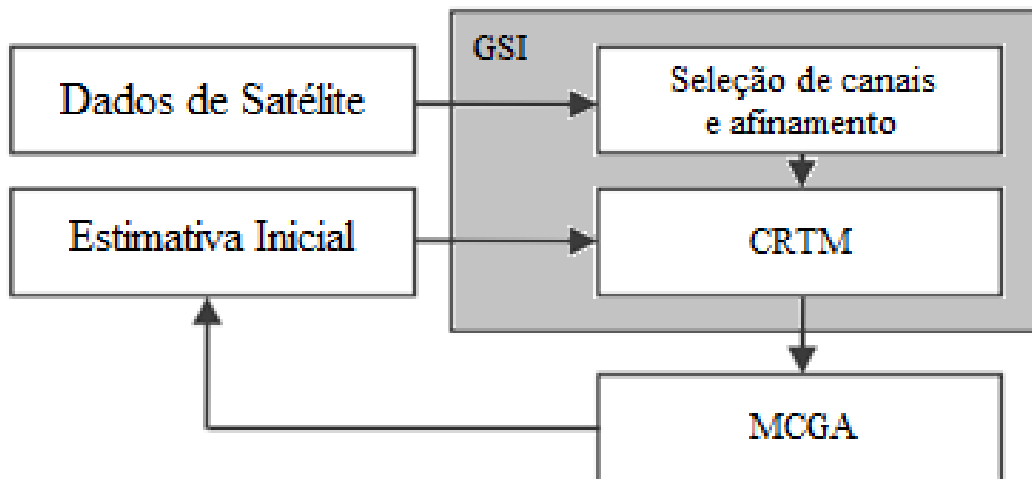 GSI
Dados de Satélite
Seleção de canais
e afinamento
Estimativa Inicial
CRTM
MCGA